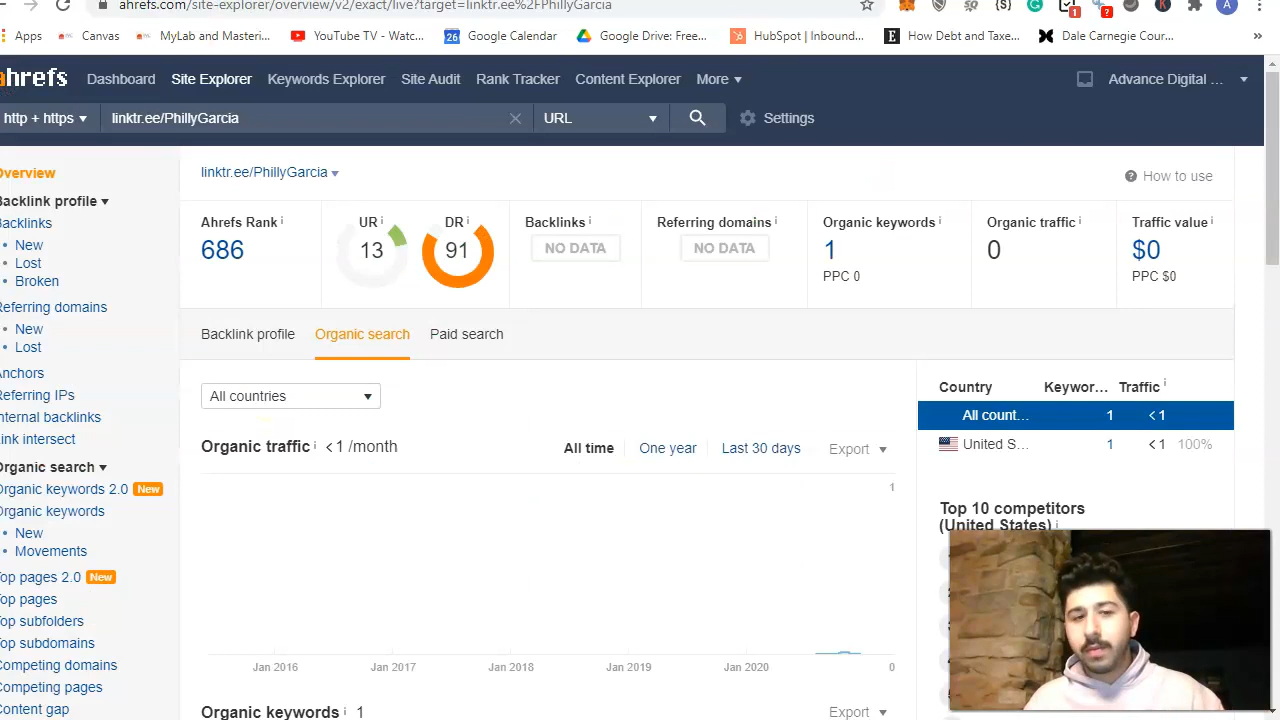 ahrefs.com/site-explorer/overview/v2/exact/live?target=linktr.ee%2FPhillyGarcia
Apps Canvas MyLab and Masteri... YouTube TV - Watc... 26 Google Calendar Google Drive: Free... HubSpot | Inbound... E How Debt and Taxe... Dale Carnegie Cour... »
ahrefs Dashboard Site Explorer Keywords Explorer Site Audit Rank Tracker Content Explorer More Advance Digital ...
http + https linktr.ee/PhillyGarcia URL Settings
Overview
Backlink profile
Backlinks
• New
• Lost
• Broken
Referring domains
• New
• Lost
Anchors
Referring IPs
Internal backlinks
Link intersect
Organic search
Organic keywords 2.0 New
Organic keywords
• New
• Movements
Top pages 2.0 New
Top pages
Top subfolders
Top subdomains
Competing domains
Competing pages
Content gap
linktr.ee/PhillyGarcia
? How to use
Ahrefs Rank i
686
UR i
13
DR i
91
Backlinks i
NO DATA
Referring domains i
NO DATA
Organic keywords i
1
PPC 0
Organic traffic i
0
Traffic value i
$0
PPC $0
Backlink profile Organic search Paid search
All countries
Organic traffic i <1 /month
All time One year Last 30 days Export
1
Jan 2016 Jan 2017 Jan 2018 Jan 2019 Jan 2020 0
Organic keywords i 1 Export
Country Keywor... Traffic i
All count... 1 <1
United S... 1 <1 100%
Top 10 competitors
(United States) i